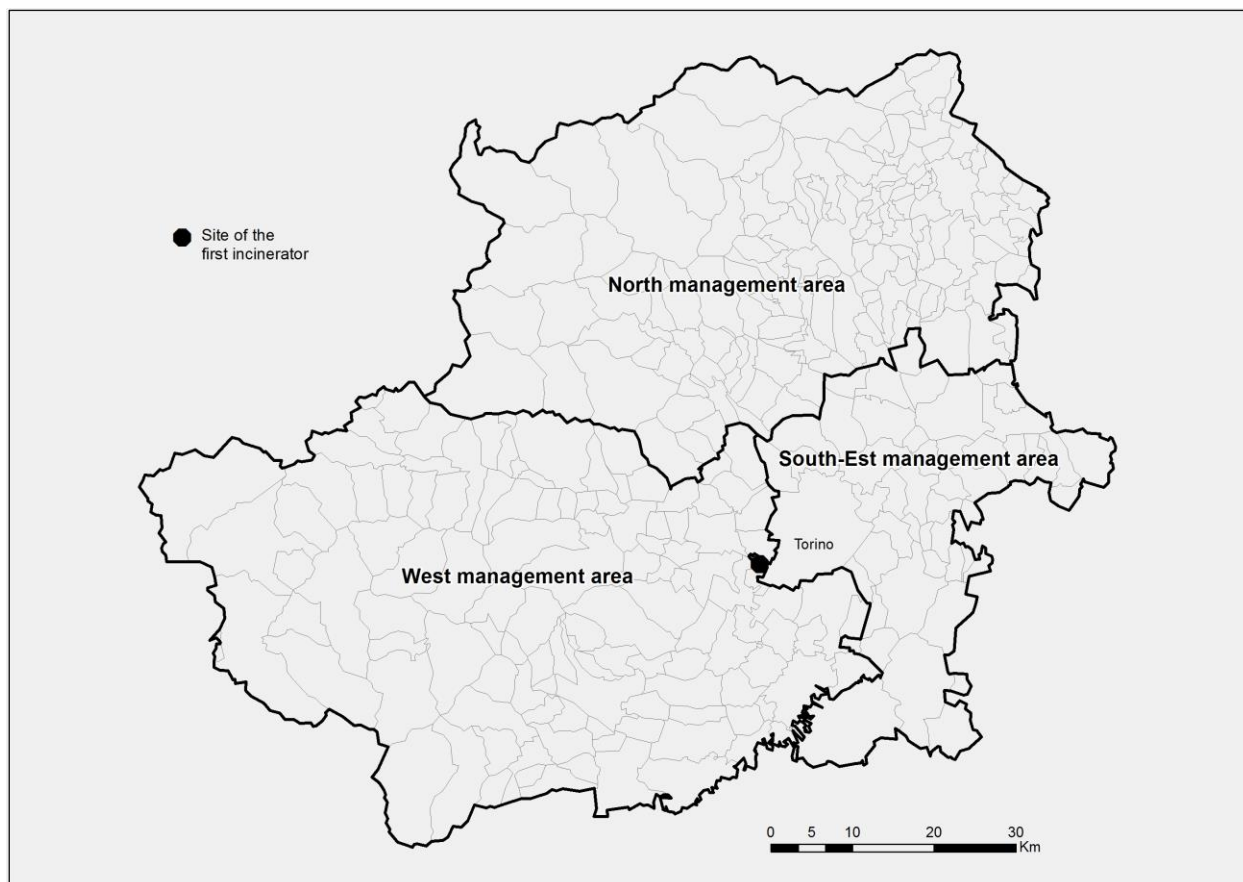 North management area
Site of the
first incinerator
South-Est management area
Torino
West management area
0 5 10 20 30
Km